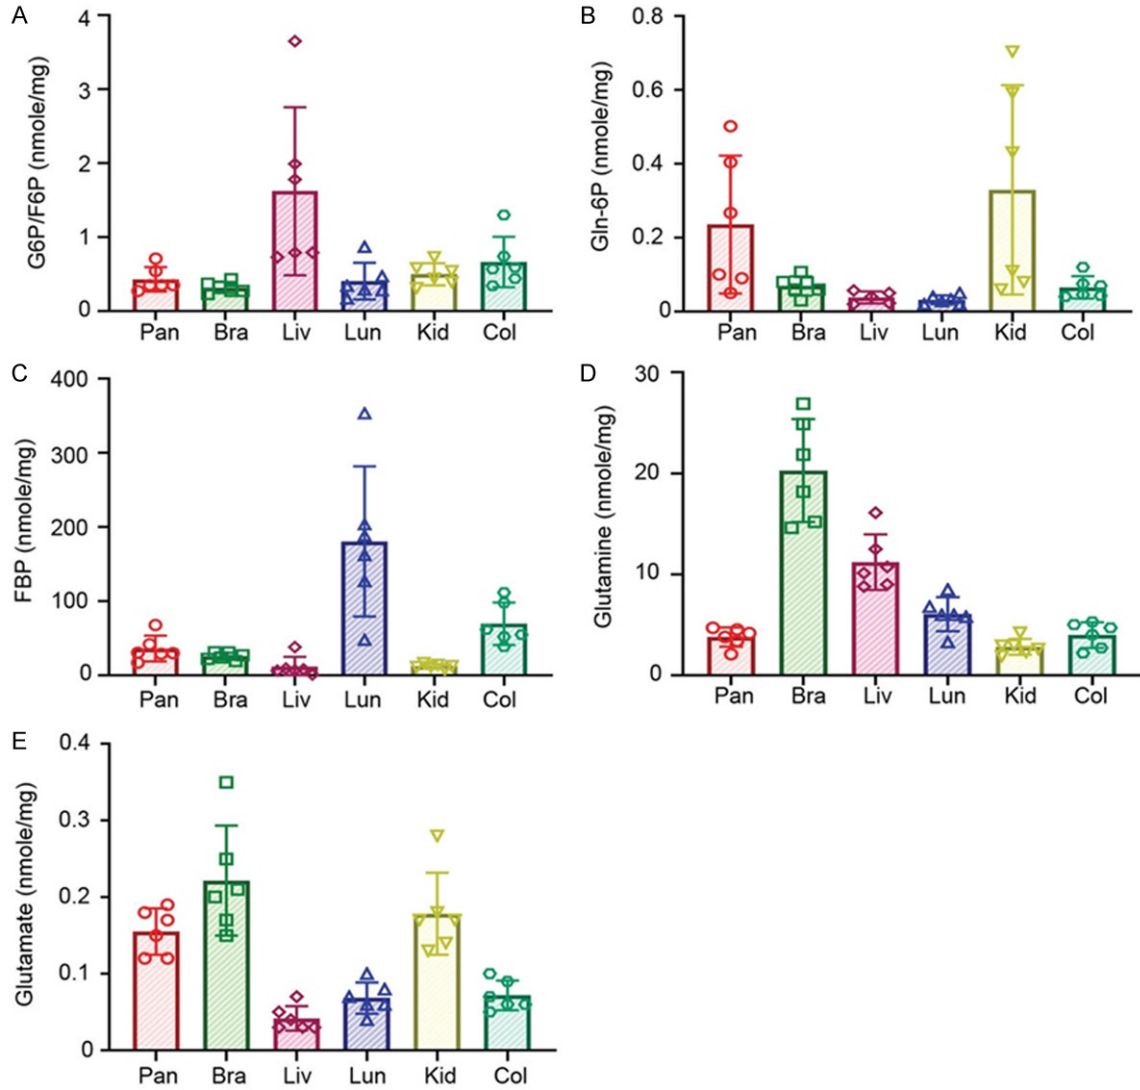 A
G6P/F6P (nmole/mg)
4
3
2
1
0
Pan Bra Liv Lun Kid Col
B
Gln-6P (nmole/mg)
0.8
0.6
0.4
0.2
0
Pan Bra Liv Lun Kid Col
C
FBP (nmole/mg)
400
300
200
100
0
Pan Bra Liv Lun Kid Col
D
Glutamine (nmole/mg)
30
20
10
0
Pan Bra Liv Lun Kid Col
E
Glutamate (nmole/mg)
0.4
0.3
0.2
0.1
0
Pan Bra Liv Lun Kid Col